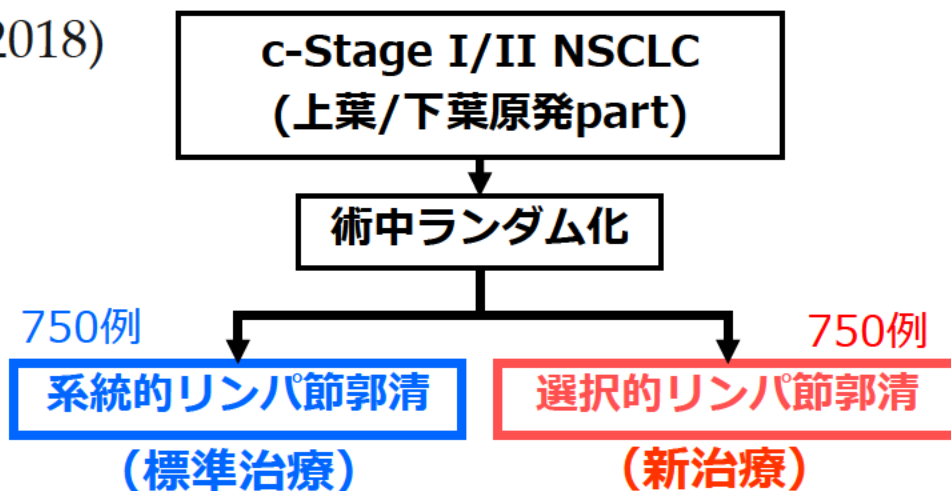 2018)
c-Stage I/II NSCLC
(上葉/下葉原発part)
術中ランダム化
750例
750例
系統的リンパ節郭清
選択的リンパ節郭清
(標準治療)
(新治療)